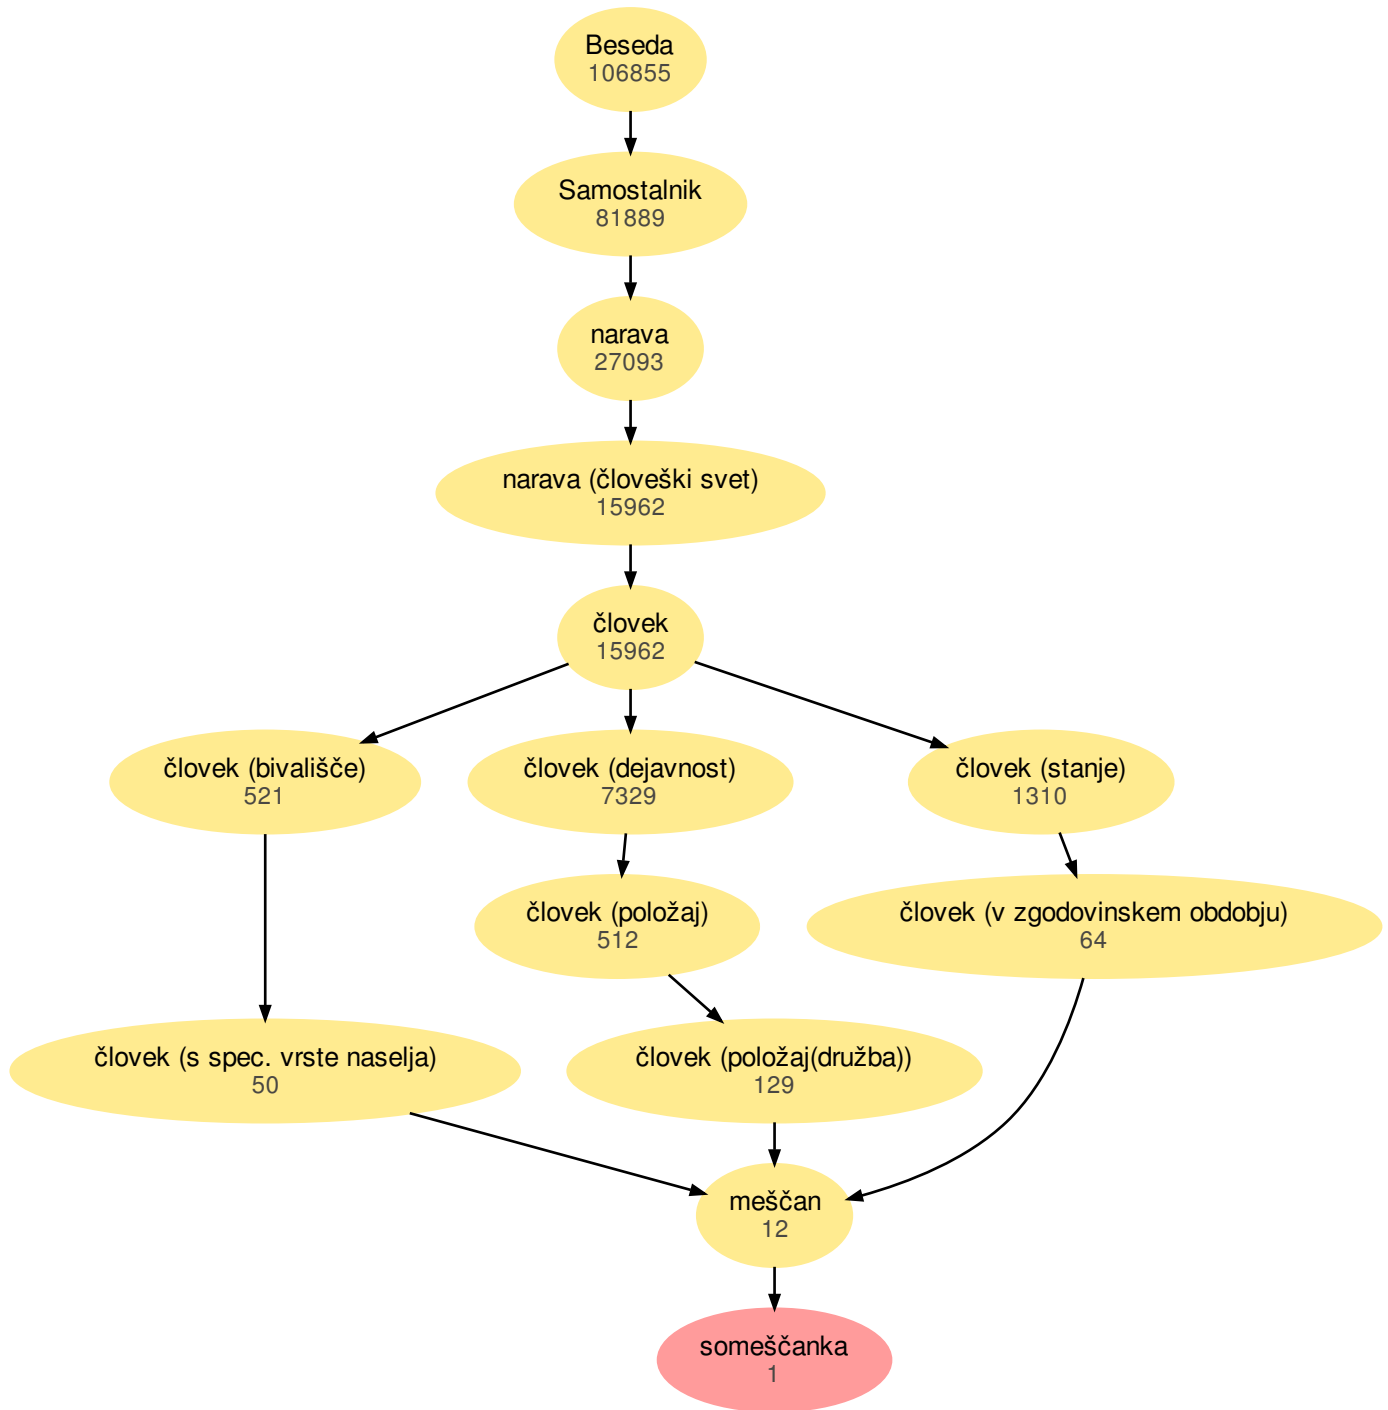 Beseda
106855
Samostalnik
81889
narava
27093
narava (človeški svet)
15962
človek
15962
človek (bivališče)
521
človek (dejavnost)
7329
človek (stanje)
1310
človek (položaj)
512
človek (v zgodovinskem obdobju)
64
človek (s spec. vrste naselja)
50
človek (položaj(družba))
129
meščan
12
someščanka
1